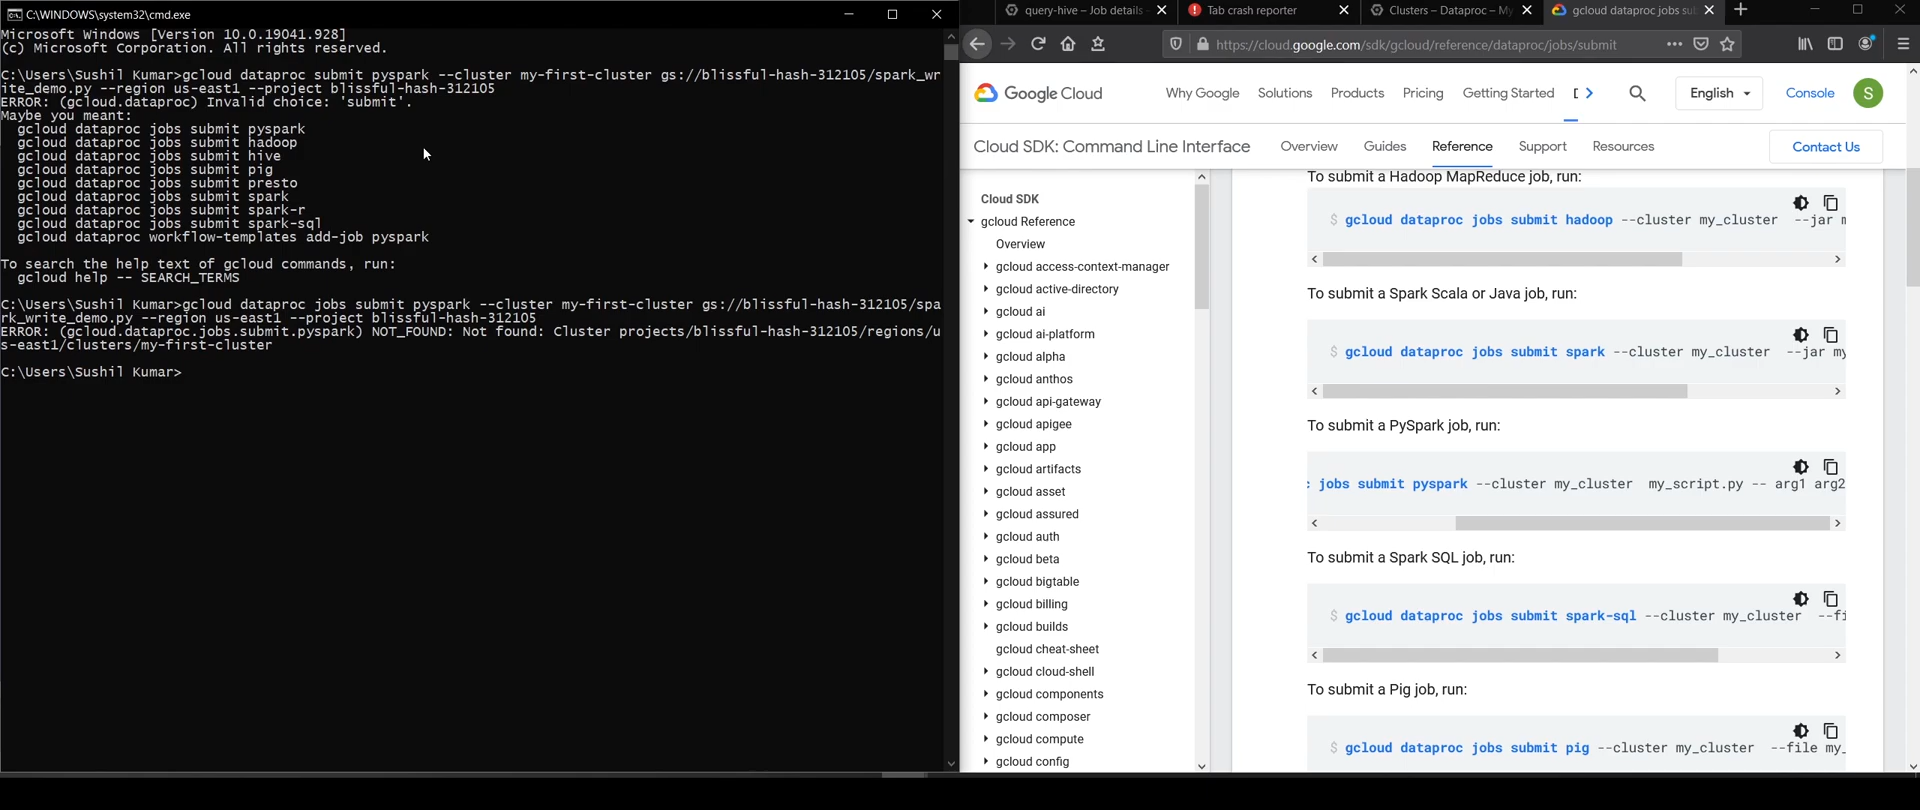 C:\WINDOWS\system32\cmd.exe
Microsoft Windows [Version 10.0.19041.928]
(c) Microsoft Corporation. All rights reserved.
C:\Users\Sushil Kumar>gcloud dataproc submit pyspark --cluster my-first-cluster gs://blissful-hash-312105/spark_wr
ite_demo.py --region us-east1 --project blissful-hash-312105
ERROR: (gcloud.dataproc) Invalid choice: 'submit'.
Maybe you meant:
gcloud dataproc jobs submit pyspark
gcloud dataproc jobs submit hadoop
gcloud dataproc jobs submit hive
gcloud dataproc jobs submit pig
gcloud dataproc jobs submit presto
gcloud dataproc jobs submit spark
gcloud dataproc jobs submit spark-r
gcloud dataproc jobs submit spark-sql
gcloud dataproc workflow-templates add-job pyspark
To search the help text of gcloud commands, run:
gcloud help -- SEARCH_TERMS
C:\Users\Sushil Kumar>gcloud dataproc jobs submit pyspark --cluster my-first-cluster gs://blissful-hash-312105/spa
rk_write_demo.py --region us-east1 --project blissful-hash-312105
ERROR: (gcloud.dataproc.jobs.submit.pyspark) NOT_FOUND: Not found: Cluster projects/blissful-hash-312105/regions/u
s-east1/clusters/my-first-cluster
C:\Users\Sushil Kumar>
query-hive – Job details
Tab crash reporter
Clusters – Dataproc – My
gcloud dataproc jobs su
https://cloud.google.com/sdk/gcloud/reference/dataproc/jobs/submit
Google Cloud
Why Google
Solutions
Products
Pricing
Getting Started
English
Console
S
Cloud SDK: Command Line Interface
Overview
Guides
Reference
Support
Resources
Contact Us
Cloud SDK
gcloud Reference
Overview
gcloud access-context-manager
gcloud active-directory
gcloud ai
gcloud ai-platform
gcloud alpha
gcloud anthos
gcloud api-gateway
gcloud apigee
gcloud app
gcloud artifacts
gcloud asset
gcloud assured
gcloud auth
gcloud beta
gcloud bigtable
gcloud billing
gcloud builds
gcloud cheat-sheet
gcloud cloud-shell
gcloud components
gcloud composer
gcloud compute
gcloud config
To submit a Hadoop MapReduce job, run:
$ gcloud dataproc jobs submit hadoop --cluster my_cluster --jar m
To submit a Spark Scala or Java job, run:
$ gcloud dataproc jobs submit spark --cluster my_cluster --jar my
To submit a PySpark job, run:
c jobs submit pyspark --cluster my_cluster my_script.py -- arg1 arg2
To submit a Spark SQL job, run:
$ gcloud dataproc jobs submit spark-sql --cluster my_cluster --fi
To submit a Pig job, run:
$ gcloud dataproc jobs submit pig --cluster my_cluster --file my_